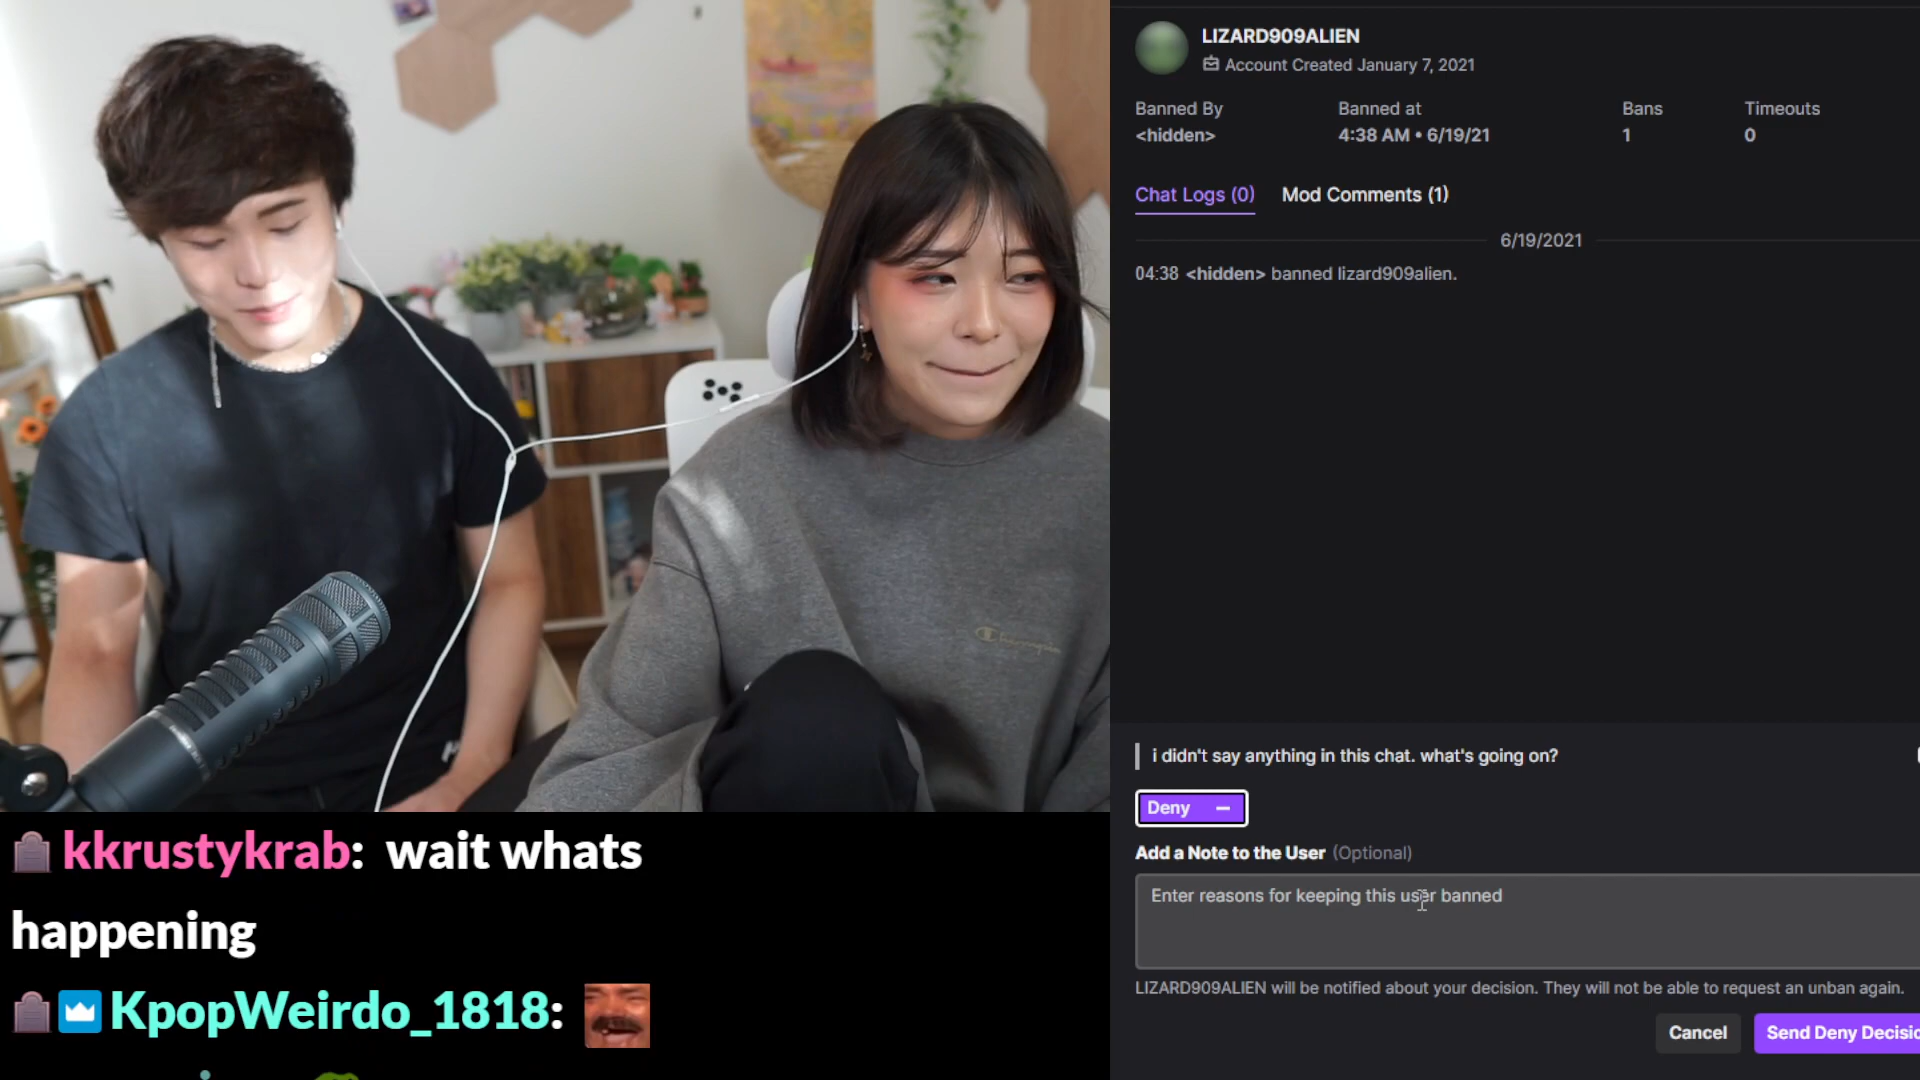 LIZARD909ALIEN
Account Created January 7, 2021
Banned By
Banned at
Bans
Timeouts
<hidden>
4:38 AM • 6/19/21
1
0
Chat Logs (0)
Mod Comments (1)
6/19/2021
04:38 <hidden> banned lizard909alien.
Champion
i didn't say anything in this chat. what's going on?
Deny
Add a Note to the User (Optional)
Enter reasons for keeping this user banned
LIZARD909ALIEN will be notified about your decision. They will not be able to request an unban again.
Cancel
Send Deny Decisio
kkrustykrab: wait whats
happening
KpopWeirdo_1818: